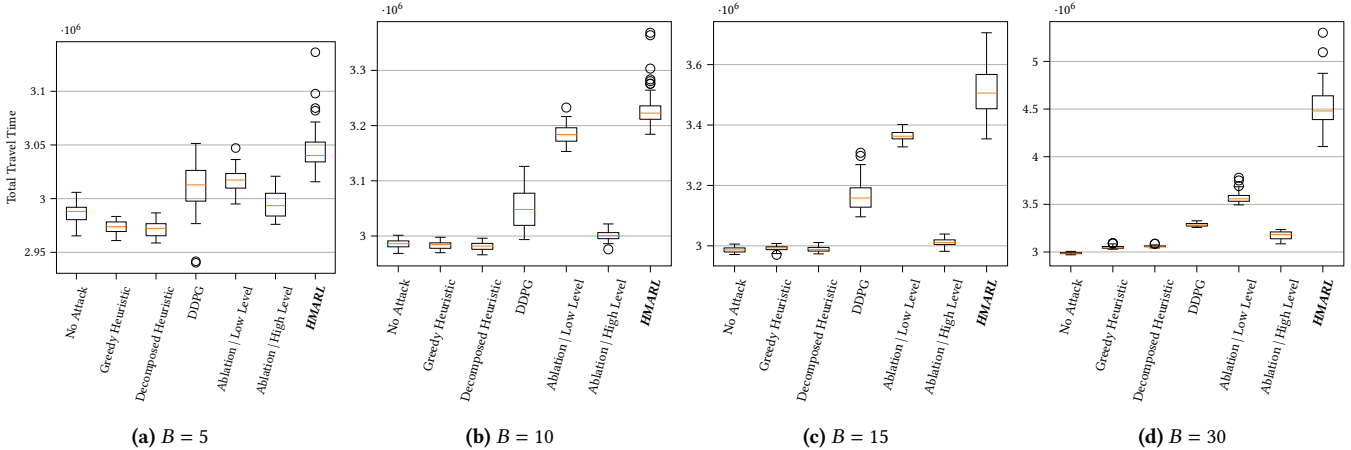 Total Travel Time
·10⁶
3.1
3.05
3
2.95
No Attack
Greedy Heuristic
Decomposed Heuristic
DDPG
Ablation | Low Level
Ablation | High Level
HMARL
(a) B = 5
·10⁶
3.3
3.2
3.1
3
No Attack
Greedy Heuristic
Decomposed Heuristic
DDPG
Ablation | Low Level
Ablation | High Level
HMARL
(b) B = 10
·10⁶
3.6
3.4
3.2
3
No Attack
Greedy Heuristic
Decomposed Heuristic
DDPG
Ablation | Low Level
Ablation | High Level
HMARL
(c) B = 15
·10⁶
5
4.5
4
3.5
3
No Attack
Greedy Heuristic
Decomposed Heuristic
DDPG
Ablation | Low Level
Ablation | High Level
HMARL
(d) B = 30